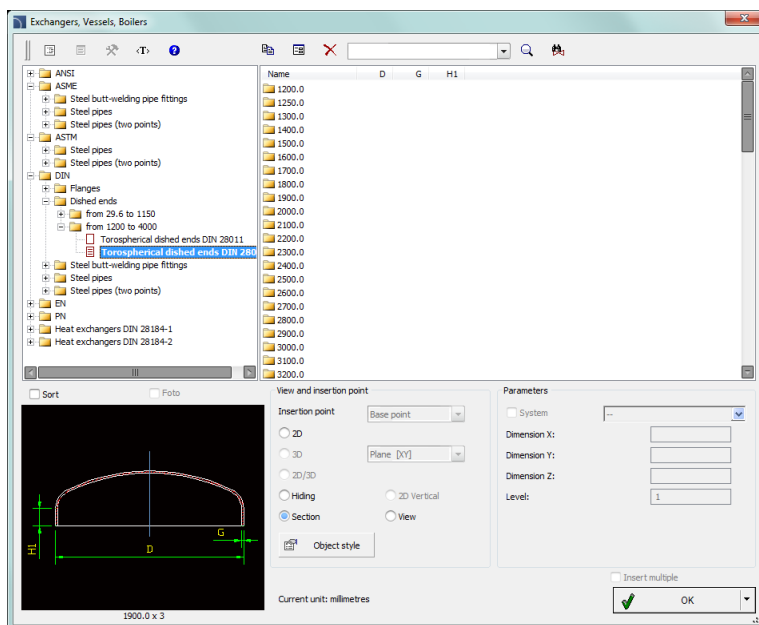 Exchangers, Vessels, Boilers
‹T›
ANSI
ASME
Steel butt-welding pipe fittings
Steel pipes
Steel pipes (two points)
ASTM
Steel pipes
Steel pipes (two points)
DIN
Flanges
Dished ends
from 29.6 to 1150
from 1200 to 4000
Torospherical dished ends DIN 28011
Torospherical dished ends DIN 280
Steel butt-welding pipe fittings
Steel pipes
Steel pipes (two points)
EN
PN
Heat exchangers DIN 28184-1
Heat exchangers DIN 28184-2
Name D G H1
1200.0
1250.0
1300.0
1400.0
1500.0
1600.0
1700.0
1800.0
1900.0
2000.0
2100.0
2200.0
2300.0
2400.0
2500.0
2600.0
2700.0
2800.0
2900.0
3000.0
3100.0
3200.0
Sort Foto
H1
D
G
1900.0 x 3
View and insertion point
Insertion point Base point
2D
3D Plane [XY]
2D/3D
Hiding 2D Vertical
Section View
Object style
Current unit: millimetres
Parameters
System --
Dimension X:
Dimension Y:
Dimension Z:
Level: 1
Insert multiple
OK